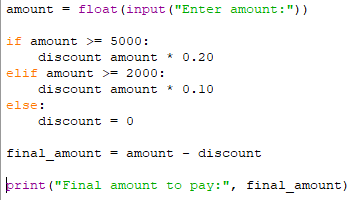 amount = float(input("Enter amount:"))

if amount >= 5000:
    discount amount * 0.20
elif amount >= 2000:
    discount amount * 0.10
else:
    discount = 0

final_amount = amount - discount

print("Final amount to pay:", final_amount)